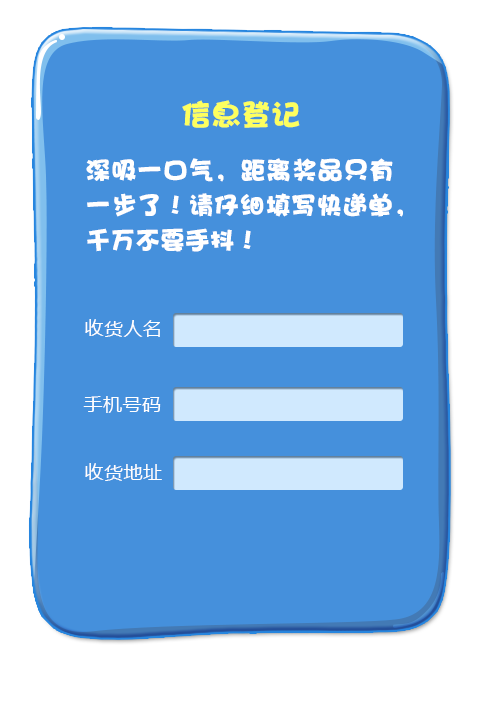 信息登记
深吸一口气，距离奖品只有
一步了！请仔细填写快递单，
千万不要手抖！
收货人名
手机号码
收货地址